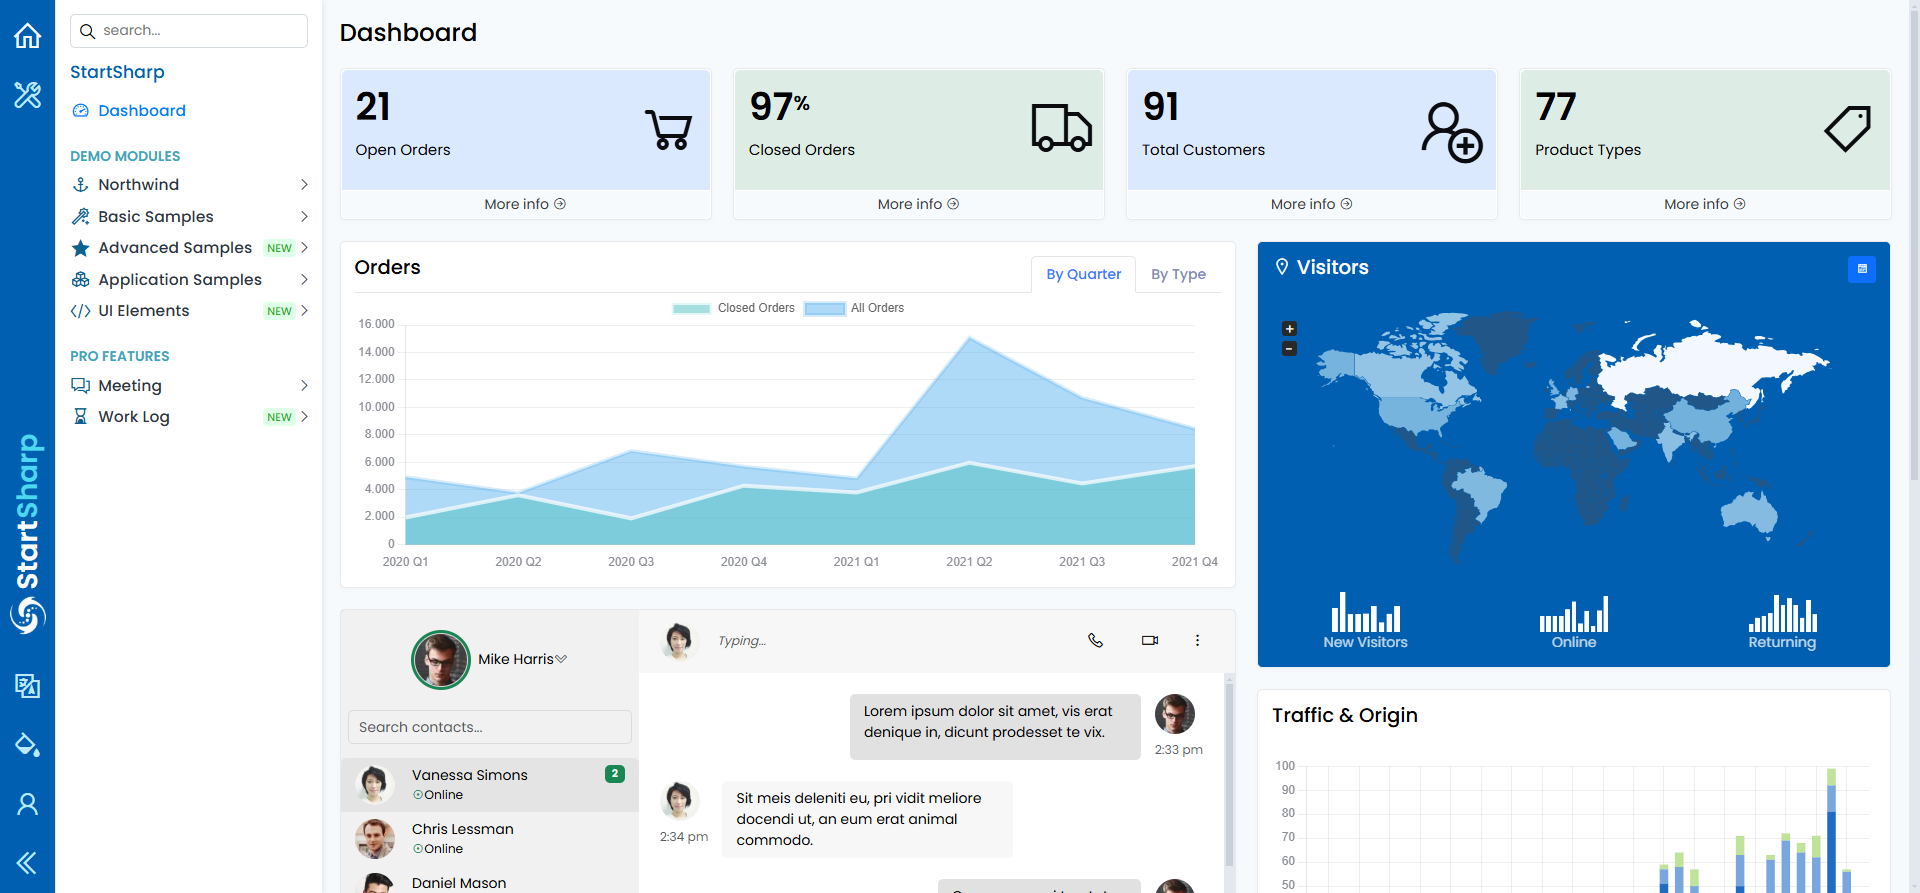 search...
StartSharp
Dashboard
DEMO MODULES
Northwind
Basic Samples
Advanced Samples NEW
Application Samples
UI Elements NEW
PRO FEATURES
Meeting
Work Log NEW
StartSharp
Dashboard
21
Open Orders
More info
97%
Closed Orders
More info
91
Total Customers
More info
77
Product Types
More info
Orders
By Quarter By Type
Closed Orders All Orders
16.000
14.000
12.000
10.000
8.000
6.000
4.000
2.000
0
2020 Q1 2020 Q2 2020 Q3 2020 Q4 2021 Q1 2021 Q2 2021 Q3 2021 Q4
Visitors
+
-
New Visitors Online Returning
Mike Harris
Search contacts...
Vanessa Simons 2
Online
Chris Lessman
Online
Daniel Mason
Typing...
Lorem ipsum dolor sit amet, vis erat
denique in, dicunt prodesset te vix.
2:33 pm
Sit meis deleniti eu, pri vidit meliore
docendi ut, an eum erat animal
commodo.
2:34 pm
Traffic & Origin
100
90
80
70
60
50